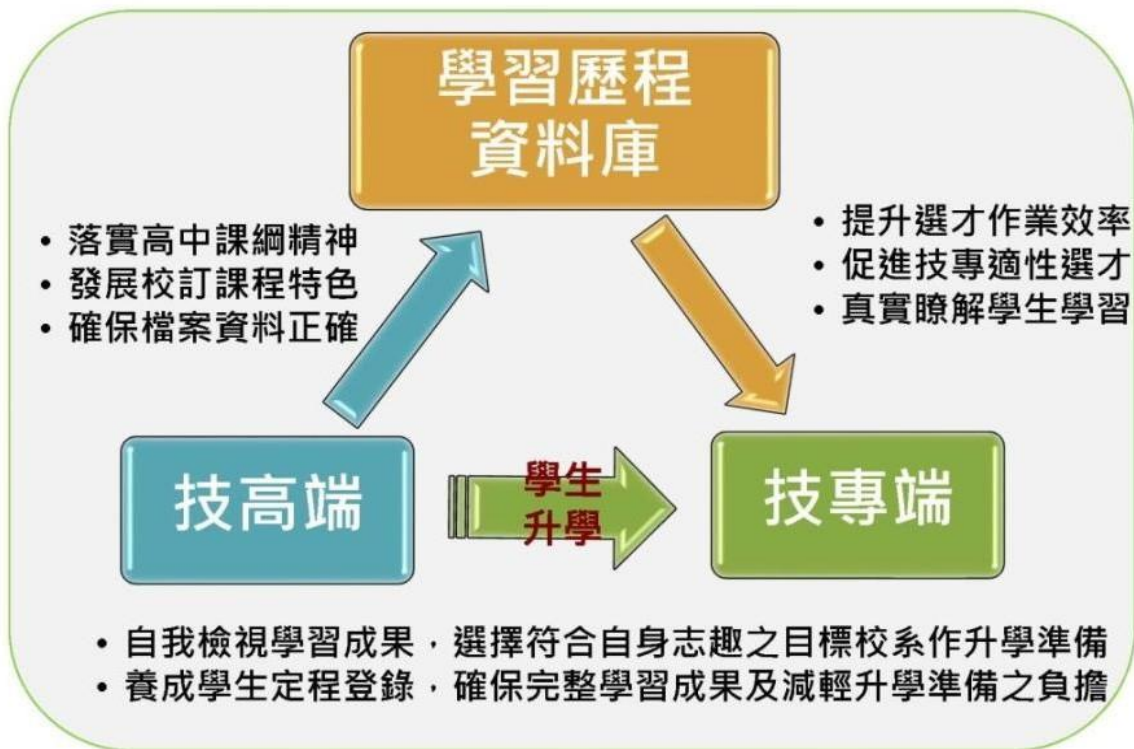 學習歷程
資料庫
• 落實高中課綱精神
• 發展校訂課程特色
• 確保檔案資料正確
• 提升選才作業效率
• 促進技專適性選才
• 真實瞭解學生學習
技高端
學生
升學
技專端
• 自我檢視學習成果，選擇符合自身志趣之目標校系作升學準備
• 養成學生定程登錄，確保完整學習成果及減輕升學準備之負擔